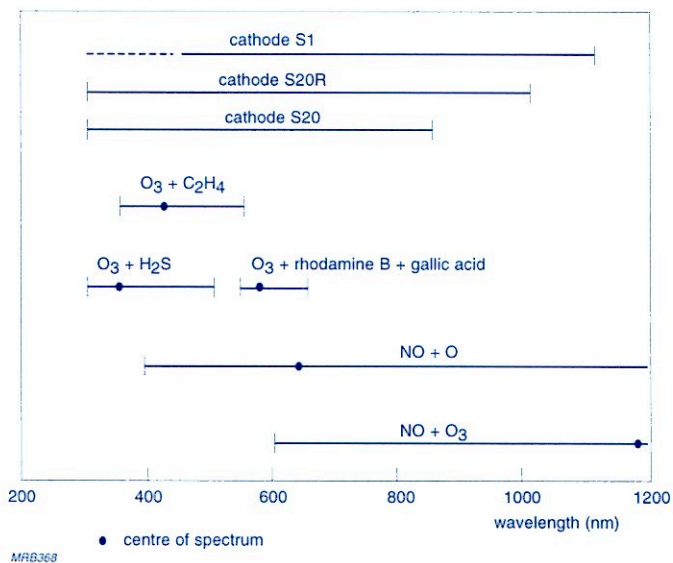 cathode S1
cathode S20R
cathode S20
O3 + C2H4
O3 + H2S O3 + rhodamine B + gallic acid
NO + O
NO + O3
200 400 600 800 1000 1200
wavelength (nm)
• centre of spectrum
MRB368